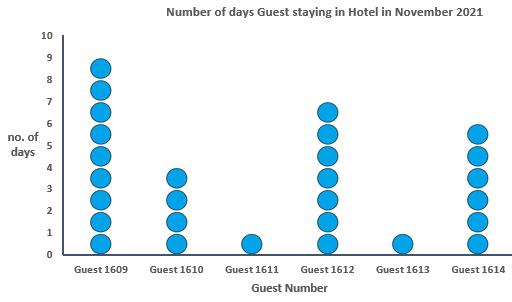 Number of days Guest staying in Hotel in November 2021
10
9
8
7
6
5
4
3
2
1
0
no. of
days
Guest 1609 Guest 1610 Guest 1611 Guest 1612 Guest 1613 Guest 1614
Guest Number